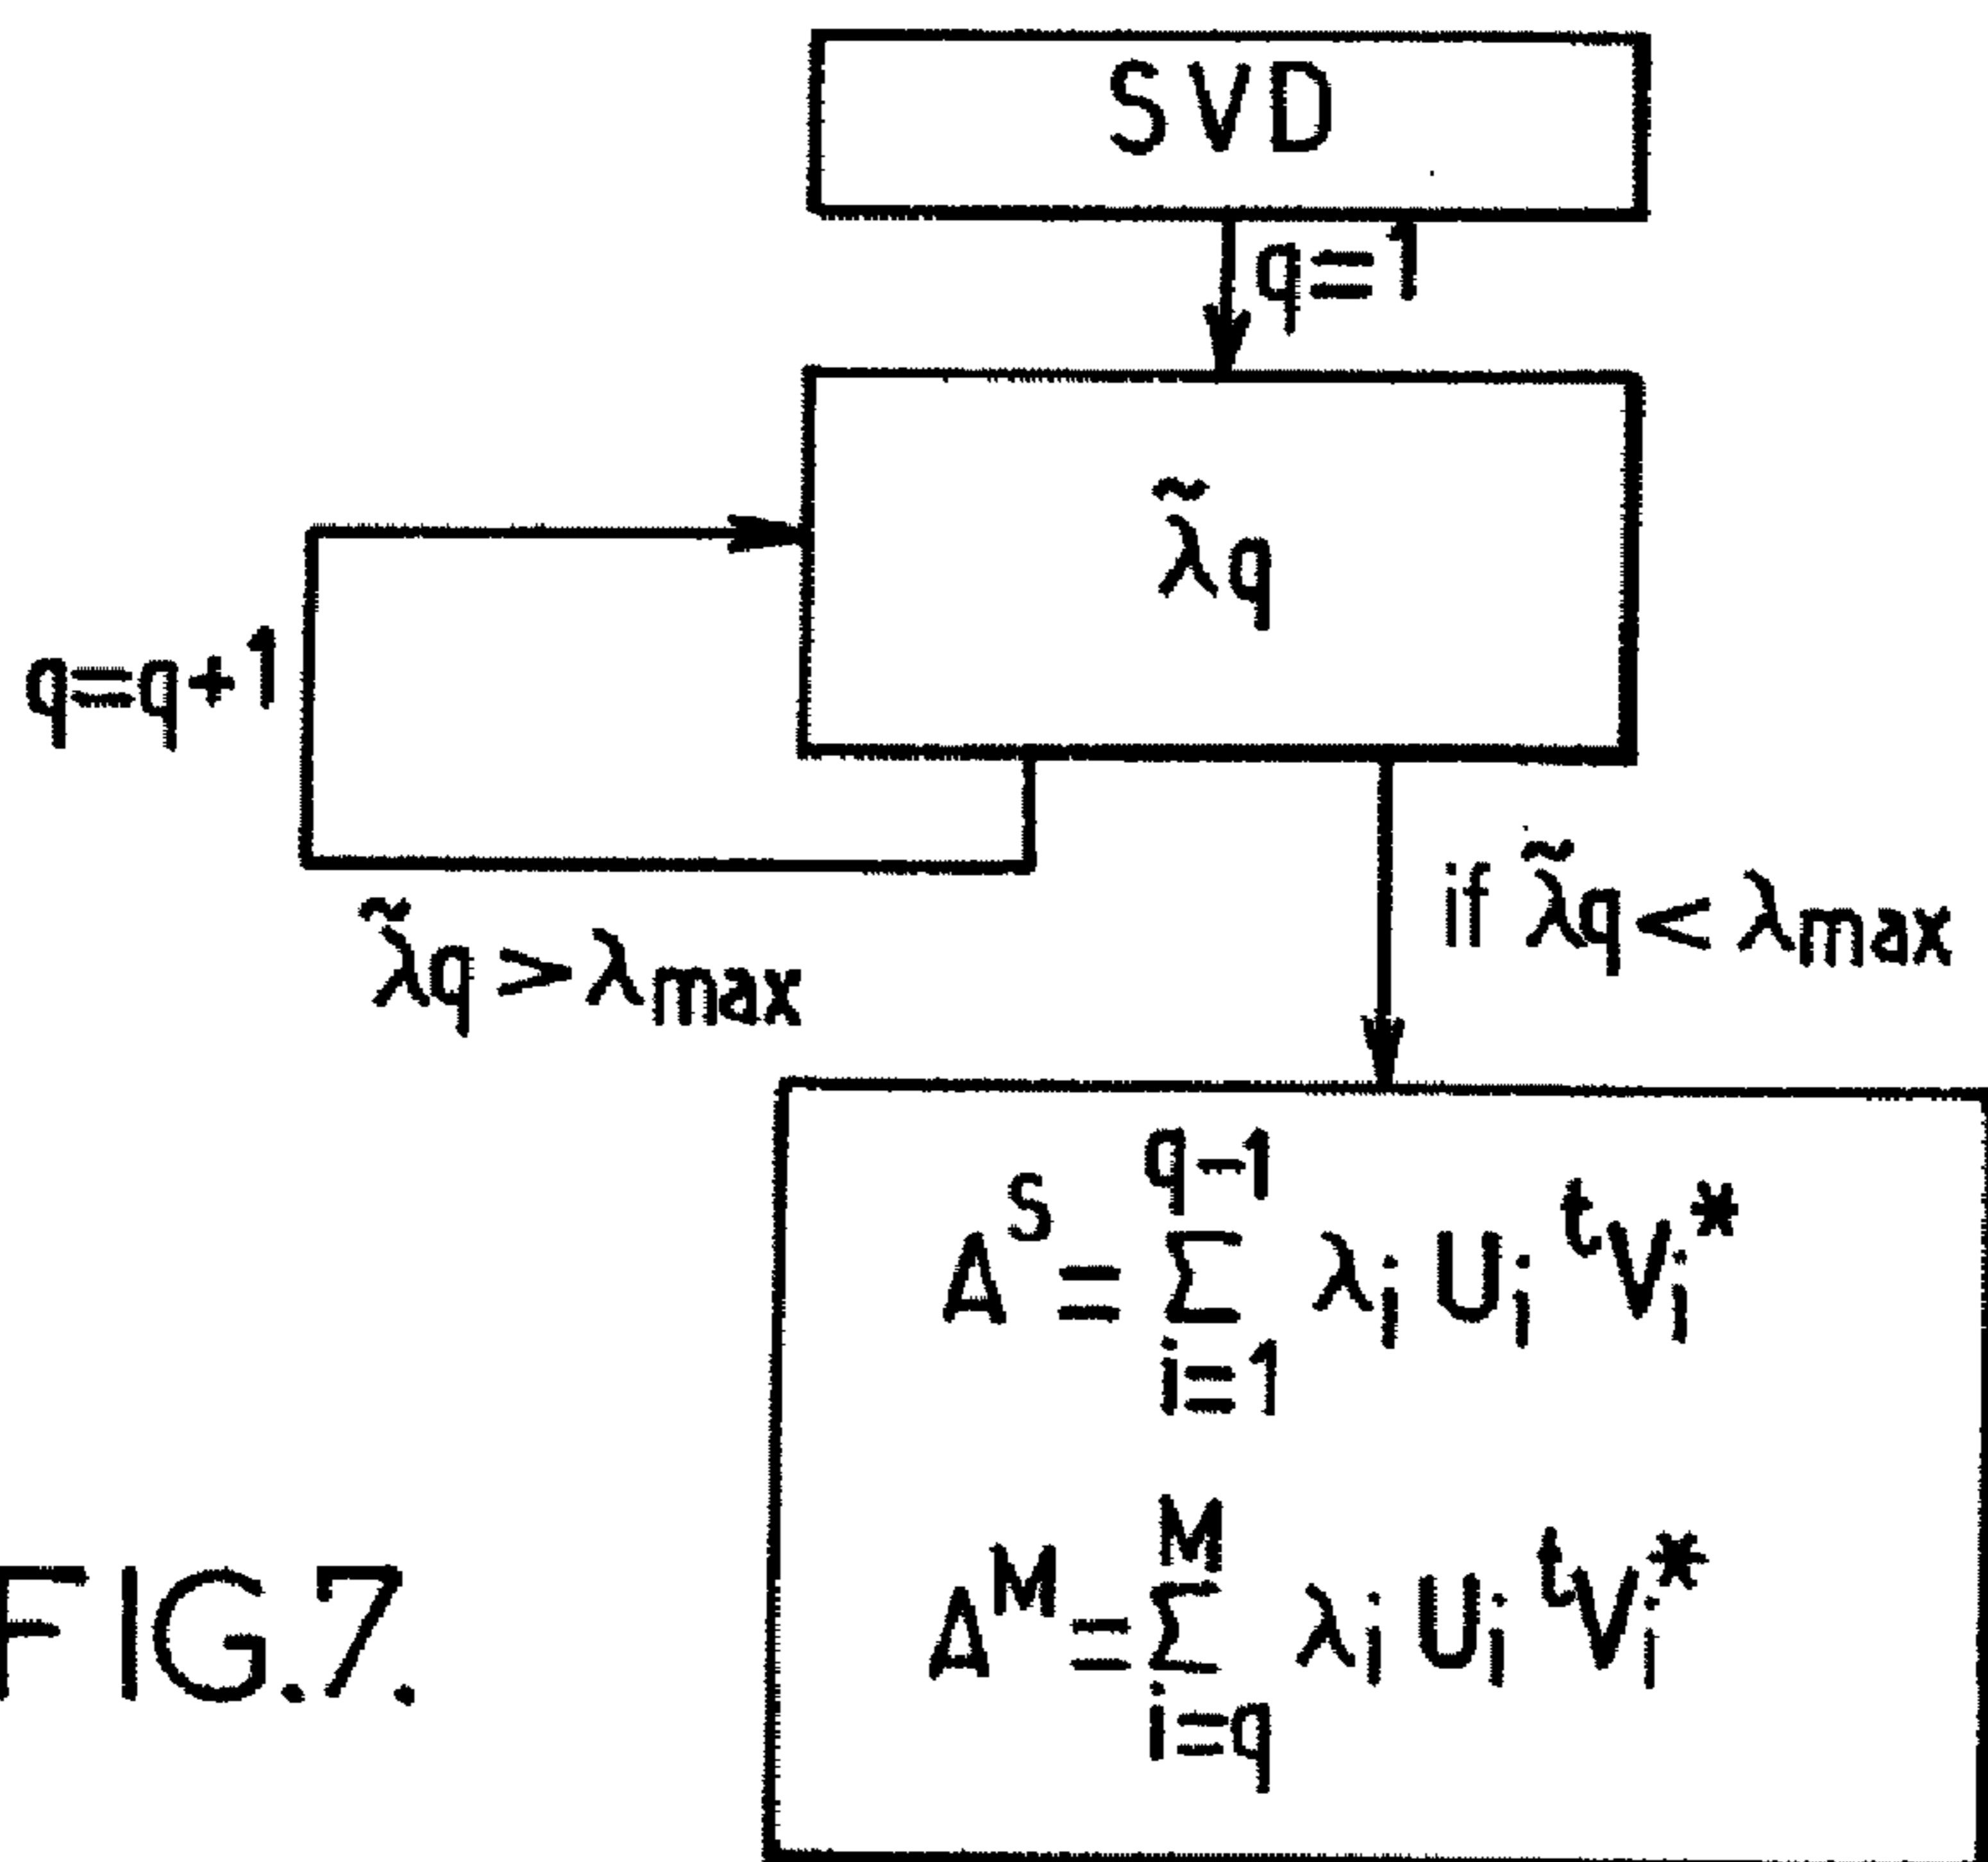 SVD
q=1
λ̃q
q=q+1
if λ̃q < λmax
λ̃q > λmax
A^S = Σ_{i=1}^{q-1} λi Ui ^tVi*
A^M = Σ_{i=q}^{M} λi Ui ^tVi*
FIG.7.